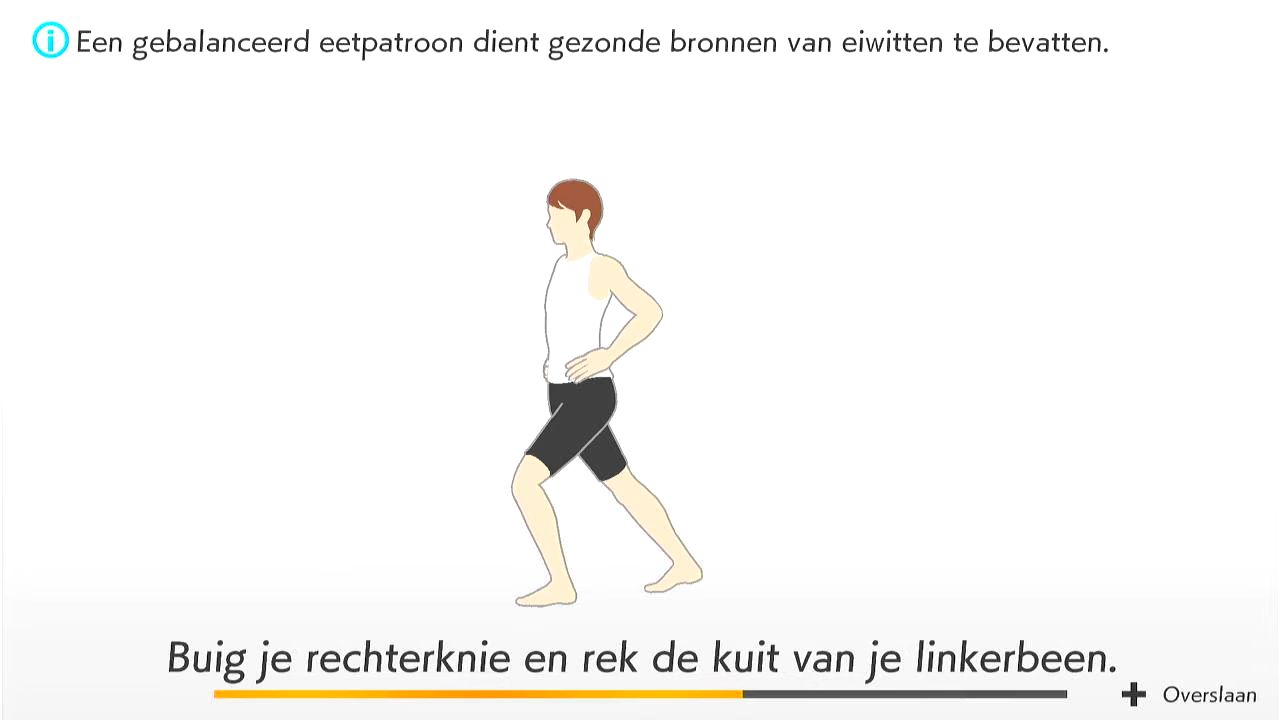 Een gebalanceerd eetpatroon dient gezonde bronnen van eiwitten te bevatten.
Buig je rechterknie en rek de kuit van je linkerbeen.
Overslaan